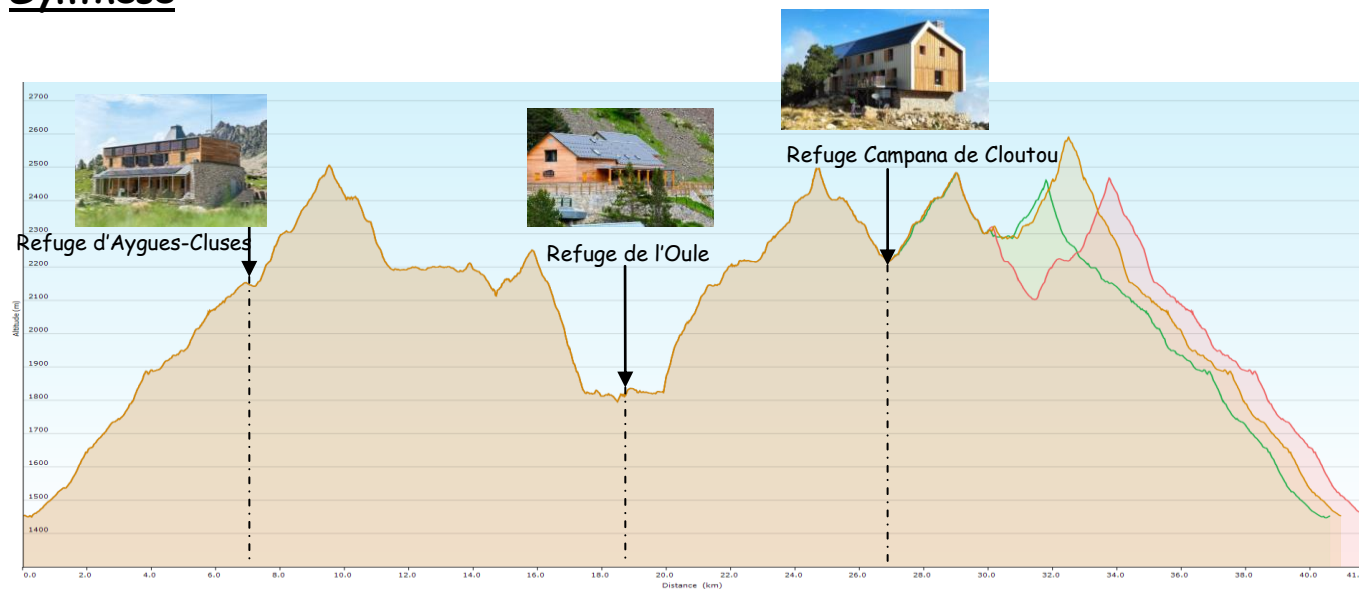 Synthèse
Refuge Campana de Cloutou
Refuge d'Aygues-Cluses
Refuge de l'Oule
2700
2600
2500
2400
2300
2200
2100
2000
1900
1800
1700
1600
1500
1400
Altitude (m)
0.0 2.0 4.0 6.0 8.0 10.0 12.0 14.0 16.0 18.0 20.0 22.0 24.0 26.0 28.0 30.0 32.0 34.0 36.0 38.0 40.0 41.
Distance (km)